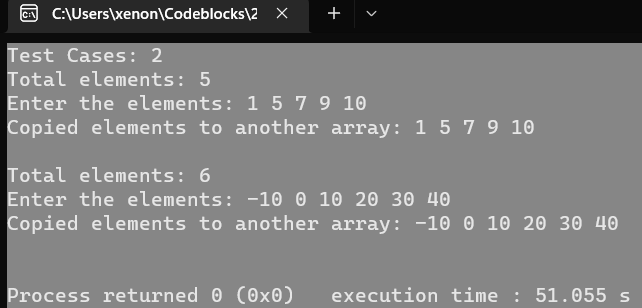 C:\Users\xenon\Codeblocks\2
Test Cases: 2
Total elements: 5
Enter the elements: 1 5 7 9 10
Copied elements to another array: 1 5 7 9 10
Total elements: 6
Enter the elements: -10 0 10 20 30 40
Copied elements to another array: -10 0 10 20 30 40
Process returned 0 (0x0)   execution time : 51.055 s